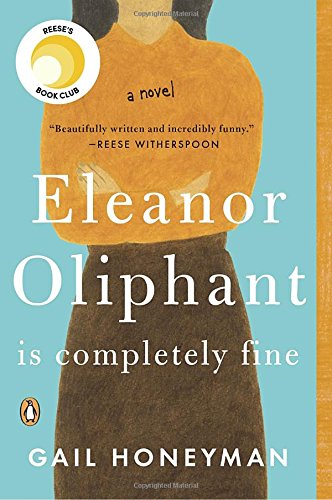 REESE'S
BOOK CLUB
a novel
“Beautifully written and incredibly funny.”
—REESE WITHERSPOON
Eleanor
Oliphant
is completely fine
GAIL HONEYMAN